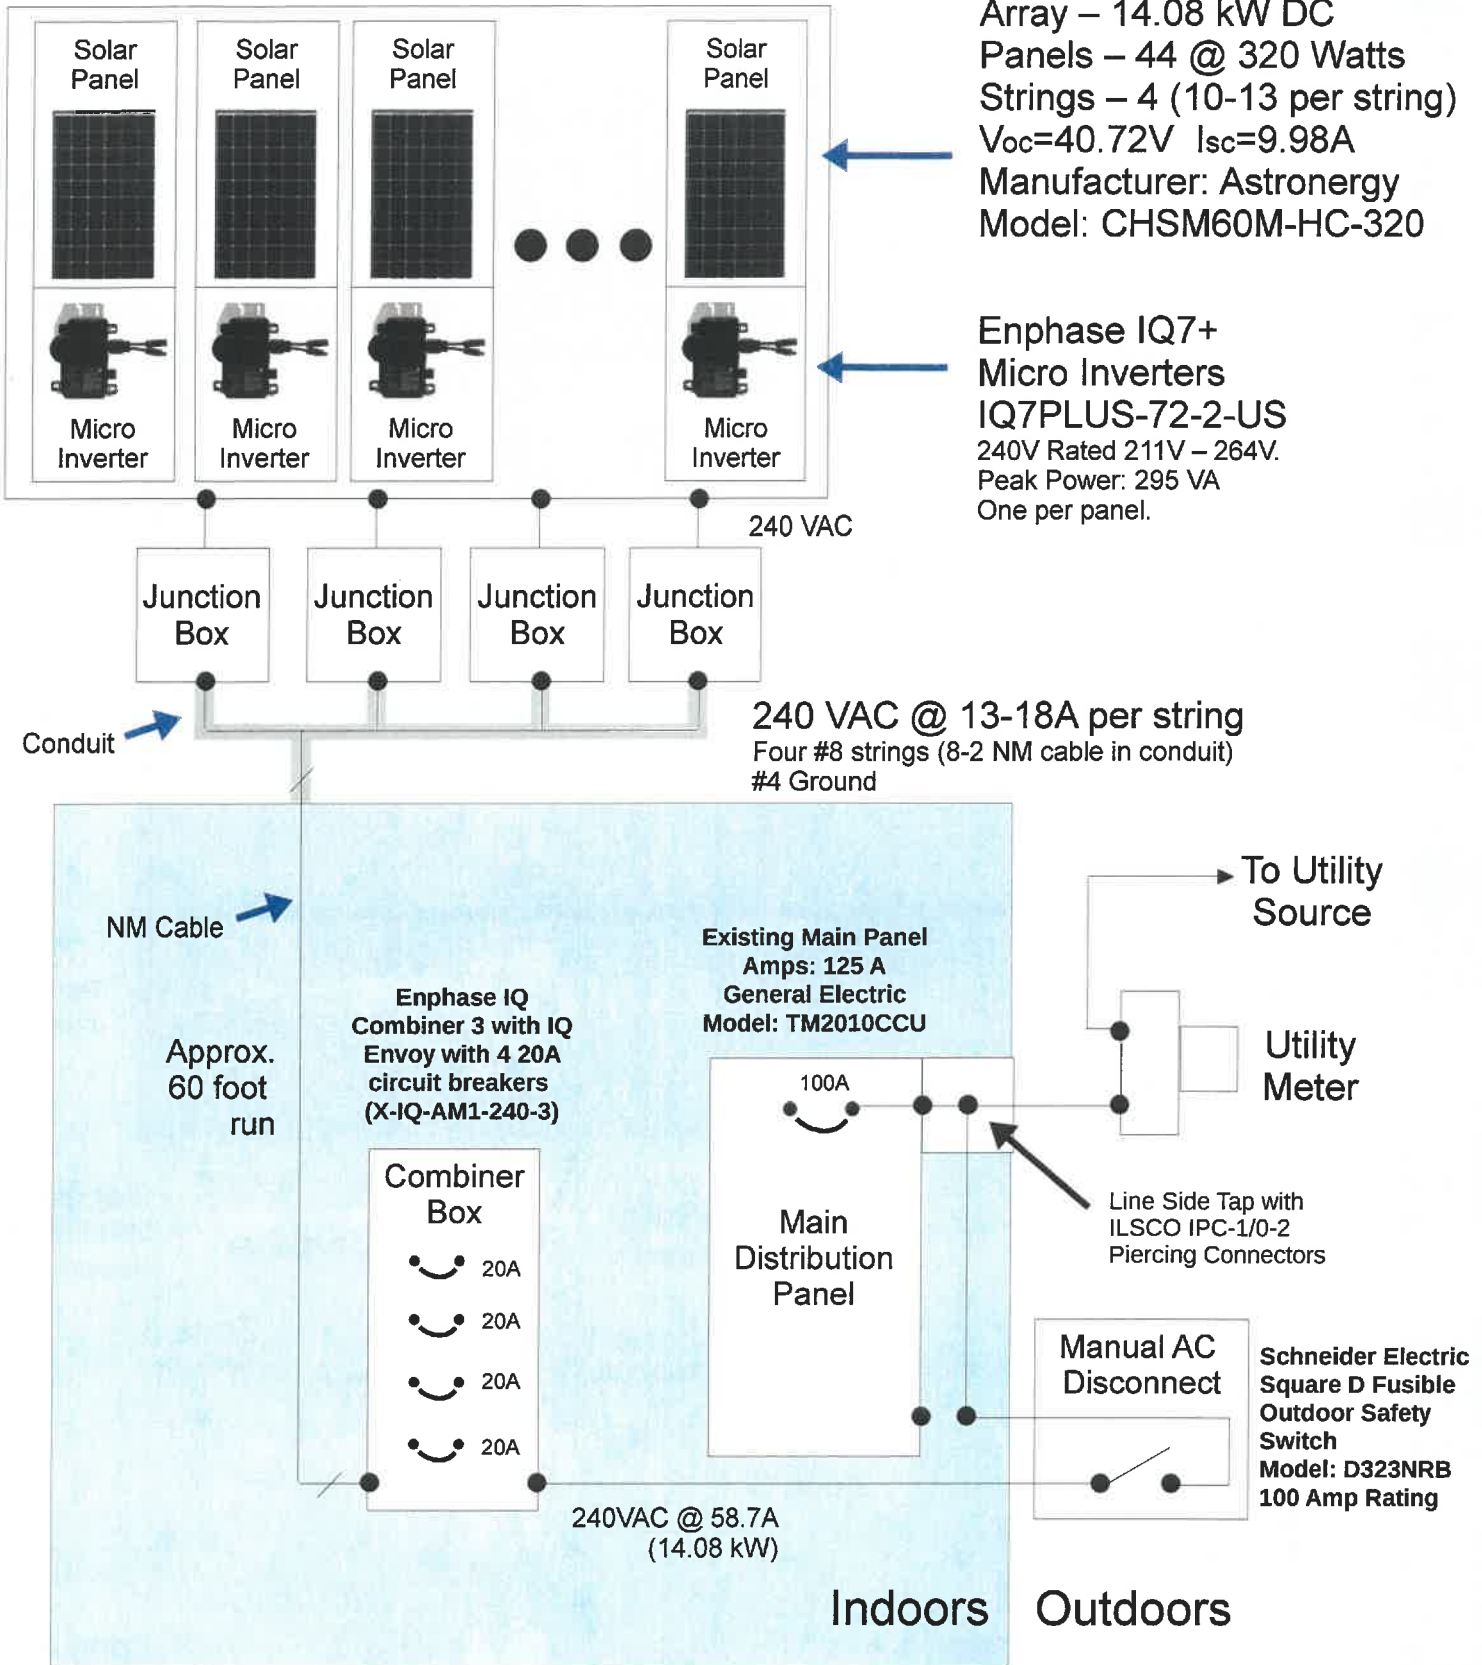 Array – 14.08 kW DC
Panels – 44 @ 320 Watts
Strings – 4 (10-13 per string)
Voc=40.72V Isc=9.98A
Manufacturer: Astronergy
Model: CHSM60M-HC-320
Solar
Panel
Solar
Panel
Solar
Panel
Solar
Panel
Micro
Inverter
Micro
Inverter
Micro
Inverter
Micro
Inverter
Enphase IQ7+
Micro Inverters
IQ7PLUS-72-2-US
240V Rated 211V – 264V.
Peak Power: 295 VA
One per panel.
240 VAC
Junction
Box
Junction
Box
Junction
Box
Junction
Box
Conduit
240 VAC @ 13-18A per string
Four #8 strings (8-2 NM cable in conduit)
#4 Ground
NM Cable
Approx.
60 foot
run
Enphase IQ
Combiner 3 with IQ
Envoy with 4 20A
circuit breakers
(X-IQ-AM1-240-3)
Combiner
Box
20A
20A
20A
20A
Existing Main Panel
Amps: 125 A
General Electric
Model: TM2010CCU
100A
Main
Distribution
Panel
To Utility
Source
Utility
Meter
Line Side Tap with
ILSCO IPC-1/0-2
Piercing Connectors
Manual AC
Disconnect
Schneider Electric
Square D Fusible
Outdoor Safety
Switch
Model: D323NRB
100 Amp Rating
240VAC @ 58.7A
(14.08 kW)
Indoors
Outdoors